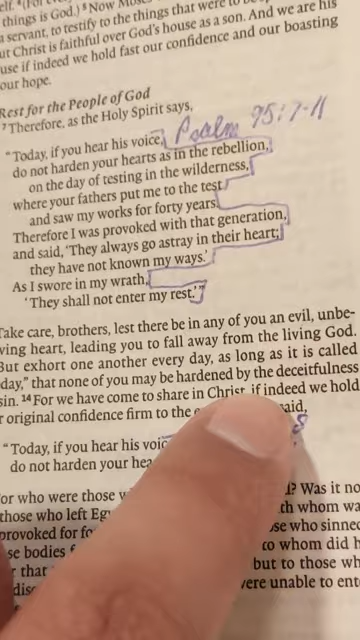 elf. (For
things is God.) ⁵Now Moses
a servant, to testify to the things that were to
ut Christ is faithful over God's house as a son. And we are his
use if indeed we hold fast our confidence and our boasting
our hope.
Rest for the People of God
⁷Therefore, as the Holy Spirit says,
Psalm 95:7-11
"Today, if you hear his voice,
do not harden your hearts as in the rebellion,
on the day of testing in the wilderness,
where your fathers put me to the test
and saw my works for forty years.
Therefore I was provoked with that generation,
and said, 'They always go astray in their heart;
they have not known my ways.'
As I swore in my wrath,
'They shall not enter my rest.'"
Take care, brothers, lest there be in any of you an evil, unbe-
ving heart, leading you to fall away from the living God.
But exhort one another every day, as long as it is called
day," that none of you may be hardened by the deceitfulness
sin. ¹⁴For we have come to share in Christ, if indeed we hold
r original confidence firm to the said,
"Today, if you hear his voic
do not harden your hea
or who were those d? Was it no
those who left Eg th whom wa
provoked for fo se who sinned
se bodies to whom did h
r that but to those wh
were unable to ent